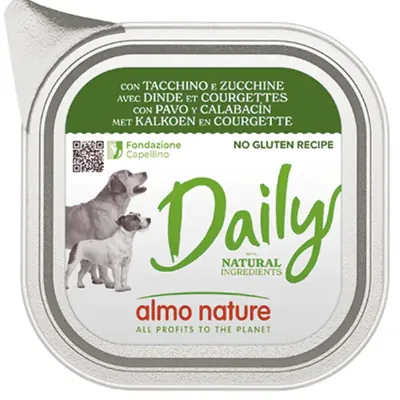 CON TACCHINO E ZUCCHINE
AVEC DINDE ET COURGETTES
CON PAVO Y CALABACÍN
MET KALKOEN EN COURGETTE
Fondazione
Capellino
NO GLUTEN RECIPE
Daily
WITH
NATURAL
INGREDIENTS
almo nature
ALL PROFITS TO THE PLANET